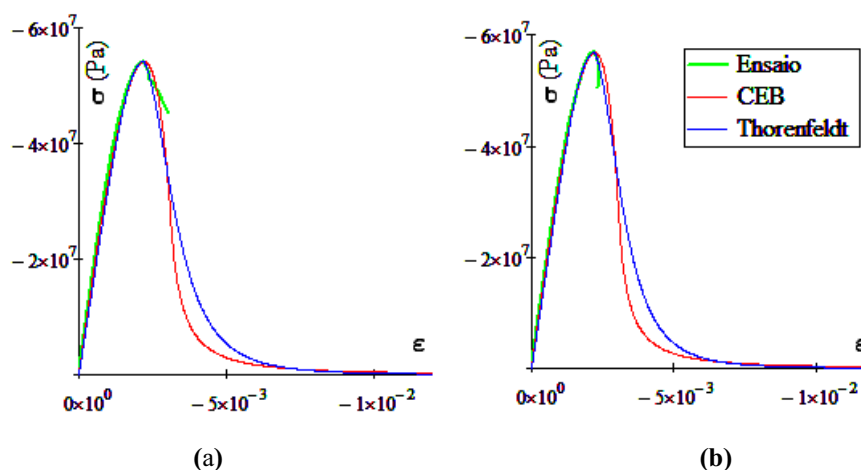 −6×10⁷
σ (Pa)
−4×10⁷
−2×10⁷
ε
0×10⁰
−5×10⁻³
−1×10⁻²
(a)
−6×10⁷
σ (Pa)
−4×10⁷
−2×10⁷
ε
0×10⁰
−5×10⁻³
−1×10⁻²
(b)
Ensaio
CEB
Thorenfeldt